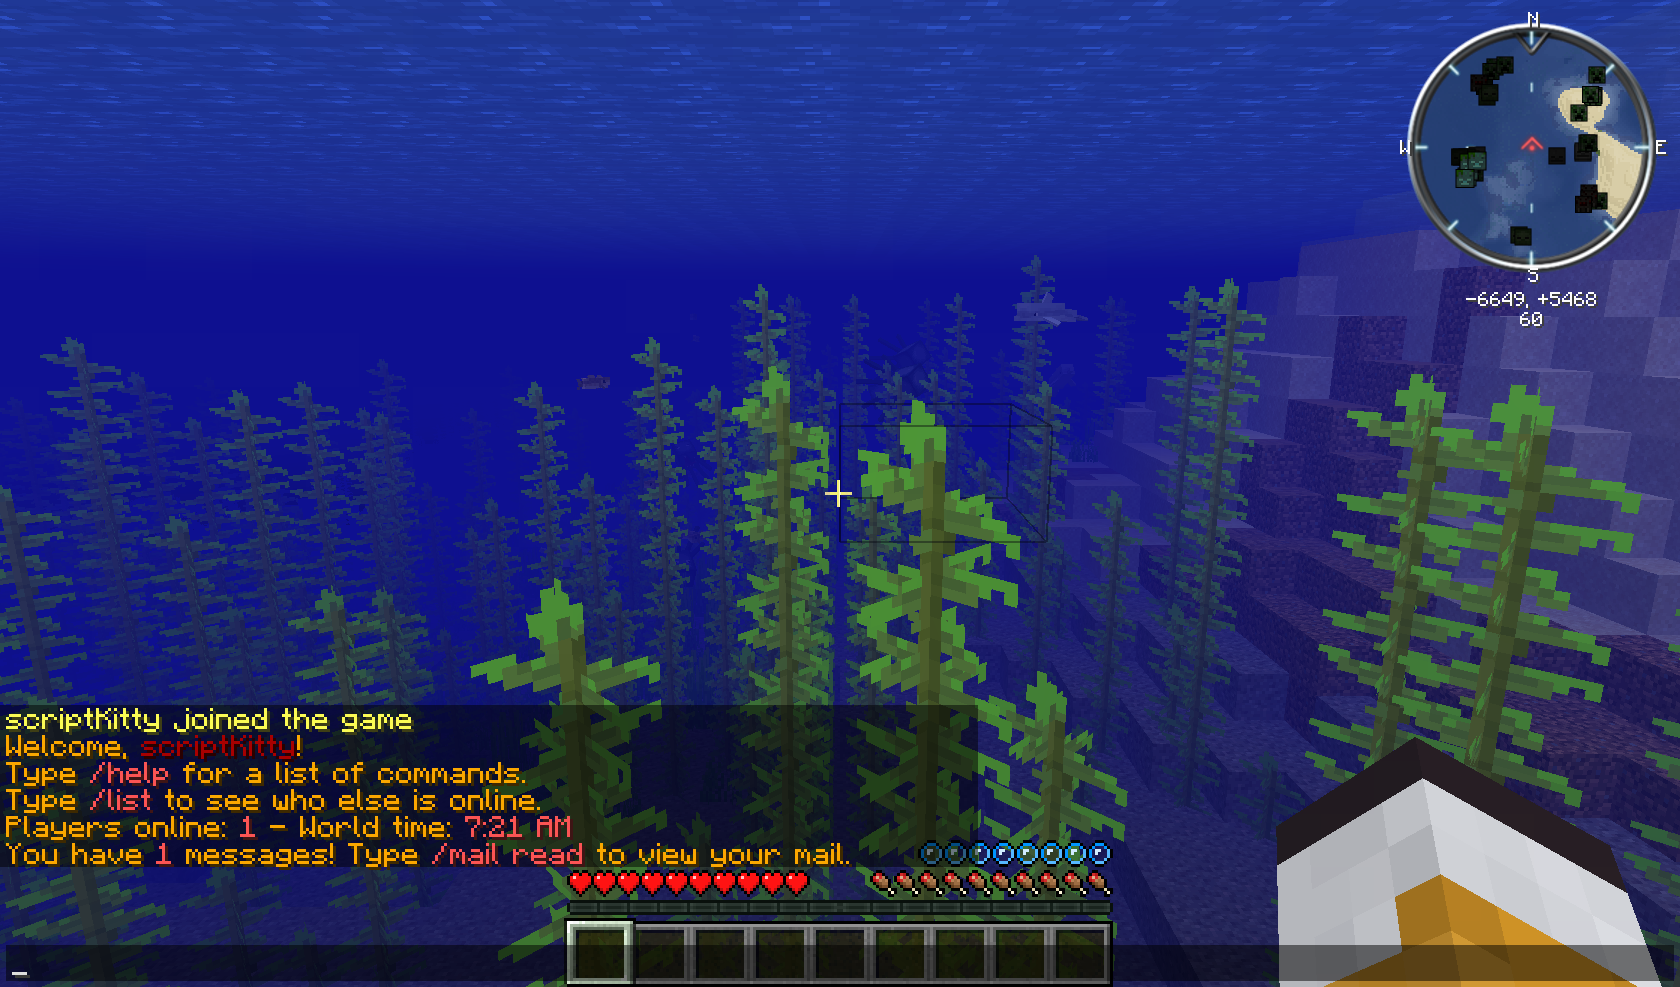 N
W
E
S
-6649, +5468
60
scriptKitty joined the game
Welcome, scriptKitty!
Type /help for a list of commands.
Type /list to see who else is online.
Players online: 1 - World time: 7:21 AM
You have 1 messages! Type /mail read to view your mail.
_